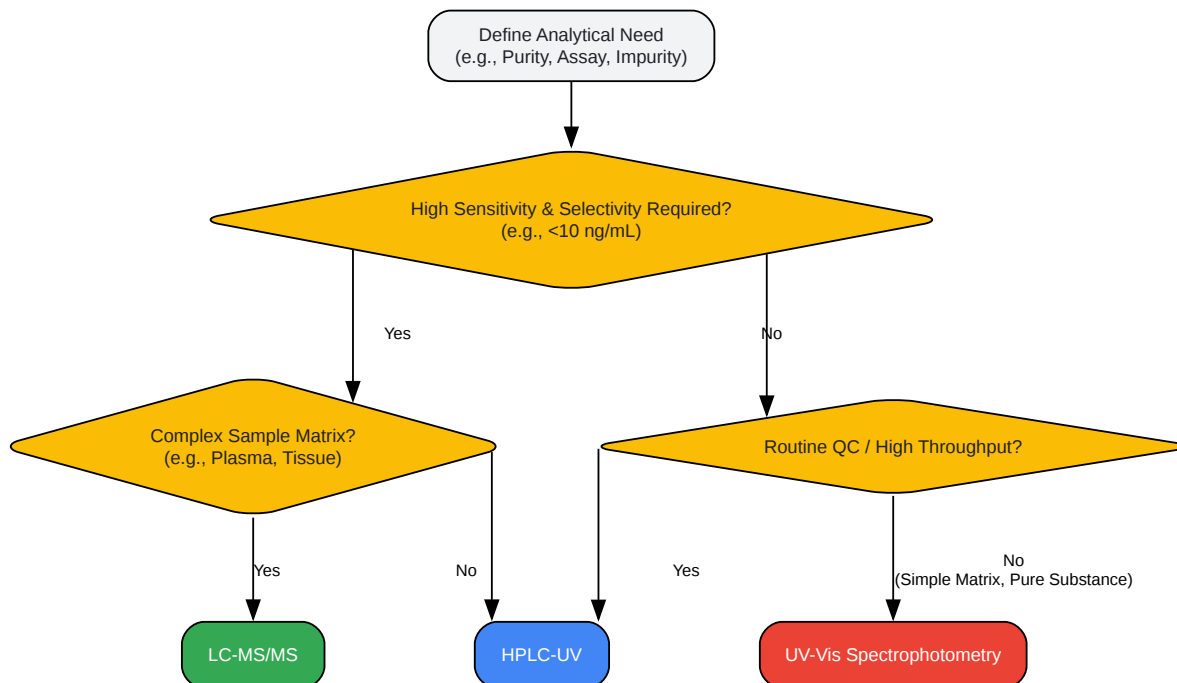 Define Analytical Need
(e.g., Purity, Assay, Impurity)
High Sensitivity & Selectivity Required?
(e.g., <10 ng/mL)
Yes
No
Complex Sample Matrix?
(e.g., Plasma, Tissue)
Routine QC / High Throughput?
Yes
No
Yes
No
(Simple Matrix, Pure Substance)
LC-MS/MS
HPLC-UV
UV-Vis Spectrophotometry